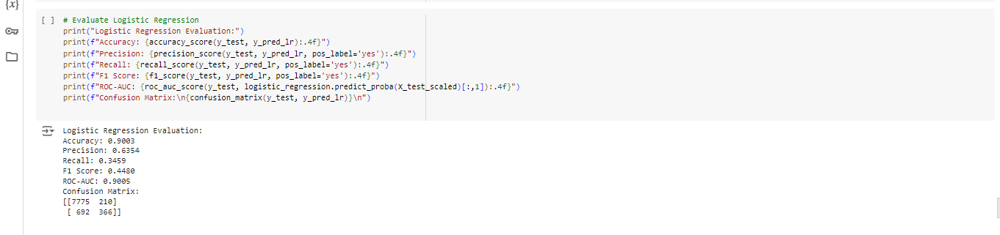 {x}
[ ] # Evaluate Logistic Regression
print("Logistic Regression Evaluation:")
print(f"Accuracy: {accuracy_score(y_test, y_pred_lr):.4f}")
print(f"Precision: {precision_score(y_test, y_pred_lr, pos_label='yes'):.4f}")
print(f"Recall: {recall_score(y_test, y_pred_lr, pos_label='yes'):.4f}")
print(f"F1 Score: {f1_score(y_test, y_pred_lr, pos_label='yes'):.4f}")
print(f"ROC-AUC: {roc_auc_score(y_test, logistic_regression.predict_proba(X_test_scaled)[:,1]):.4f}")
print(f"Confusion Matrix:\n{confusion_matrix(y_test, y_pred_lr)}\n")
Logistic Regression Evaluation:
Accuracy: 0.9003
Precision: 0.6354
Recall: 0.3459
F1 Score: 0.4480
ROC-AUC: 0.9005
Confusion Matrix:
[[7775  210]
 [ 692  366]]